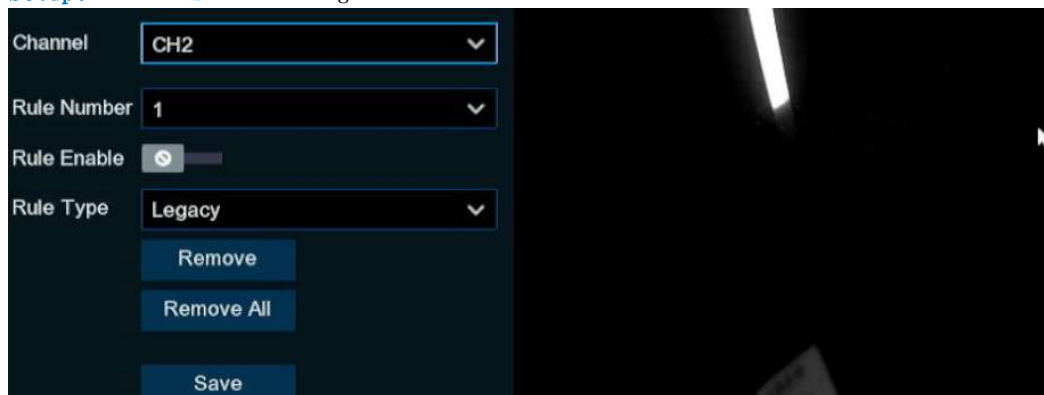 Channel CH2
Rule Number 1
Rule Enable
Rule Type Legacy
Remove
Remove All
Save